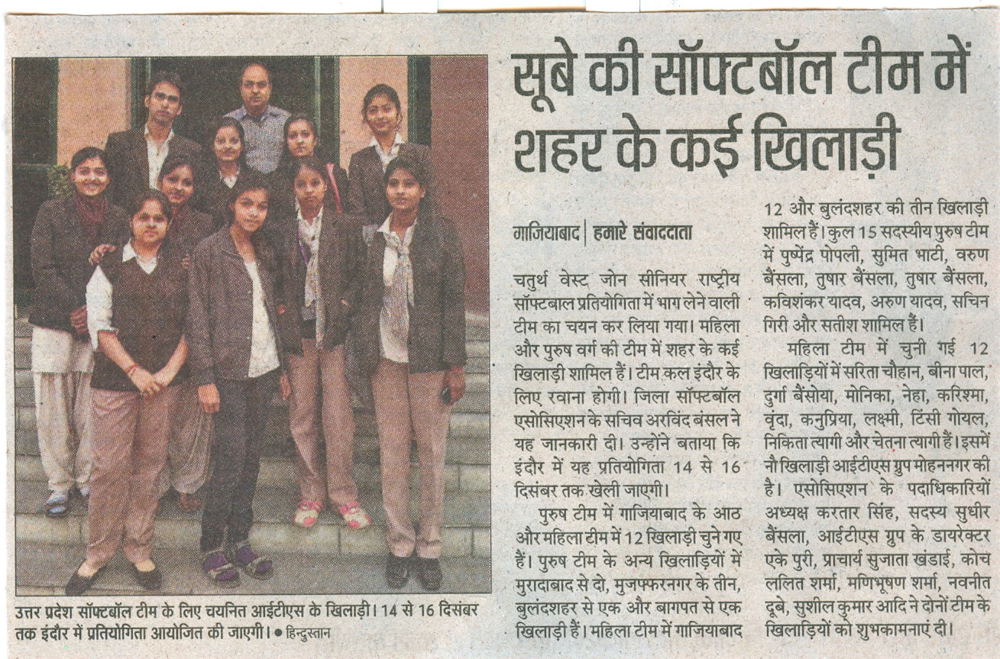 सूबे की सॉफ्टबॉल टीम में
शहर के कई खिलाड़ी
गाजियाबाद | हमारे संवाददाता
चतुर्थ वेस्ट जोन सीनियर राष्ट्रीय
सॉफ्टबाल प्रतियोगिता में भाग लेने वाली
टीम का चयन कर लिया गया। महिला
और पुरुष वर्ग की टीम में शहर के कई
खिलाड़ी शामिल हैं। टीम कल इंदौर के
लिए रवाना होगी। जिला सॉफ्टबॉल
एसोसिएशन के सचिव अरविंद बंसल ने
यह जानकारी दी। उन्होंने बताया कि
इंदौर में यह प्रतियोगिता 14 से 16
दिसंबर तक खेली जाएगी।
पुरुष टीम में गाजियाबाद के आठ
और महिला टीम में 12 खिलाड़ी चुने गए
हैं। पुरुष टीम के अन्य खिलाड़ियों में
मुरादाबाद से दो, मुजफ्फरनगर के तीन,
बुलंदशहर से एक और बागपत से एक
खिलाड़ी हैं। महिला टीम में गाजियाबाद
12 और बुलंदशहर की तीन खिलाड़ी
शामिल हैं। कुल 15 सदस्यीय पुरुष टीम
में पुष्पेंद्र पोपली, सुमित भाटी, वरुण
बैंसला, तुषार बैंसला, तुषार बैंसला,
कविशंकर यादव, अरुण यादव, सचिन
गिरी और सतीश शामिल हैं।
महिला टीम में चुनी गई 12
खिलाड़ियों में सरिता चौहान, बीना पाल,
दुर्गा बैंसोया, मोनिका, नेहा, करिश्मा,
वृंदा, कनुप्रिया, लक्ष्मी, टिंसी गोयल,
निकिता त्यागी और चेतना त्यागी हैं। इसमें
नौ खिलाड़ी आईटीएस ग्रुप मोहननगर की
है। एसोसिएशन के पदाधिकारियों
अध्यक्ष करतार सिंह, सदस्य सुधीर
बैंसला, आईटीएस ग्रुप के डायरेक्टर
एके पुरी, प्राचार्य सुजाता खंडाई, कोच
ललित शर्मा, मणिभूषण शर्मा, नवनीत
दूबे, सुशील कुमार आदि ने दोनों टीम के
खिलाड़ियों को शुभकामनाएं दी।
उत्तर प्रदेश सॉफ्टबॉल टीम के लिए चयनित आईटीएस के खिलाड़ी। 14 से 16 दिसंबर
तक इंदौर में प्रतियोगिता आयोजित की जाएगी। ● हिन्दुस्तान